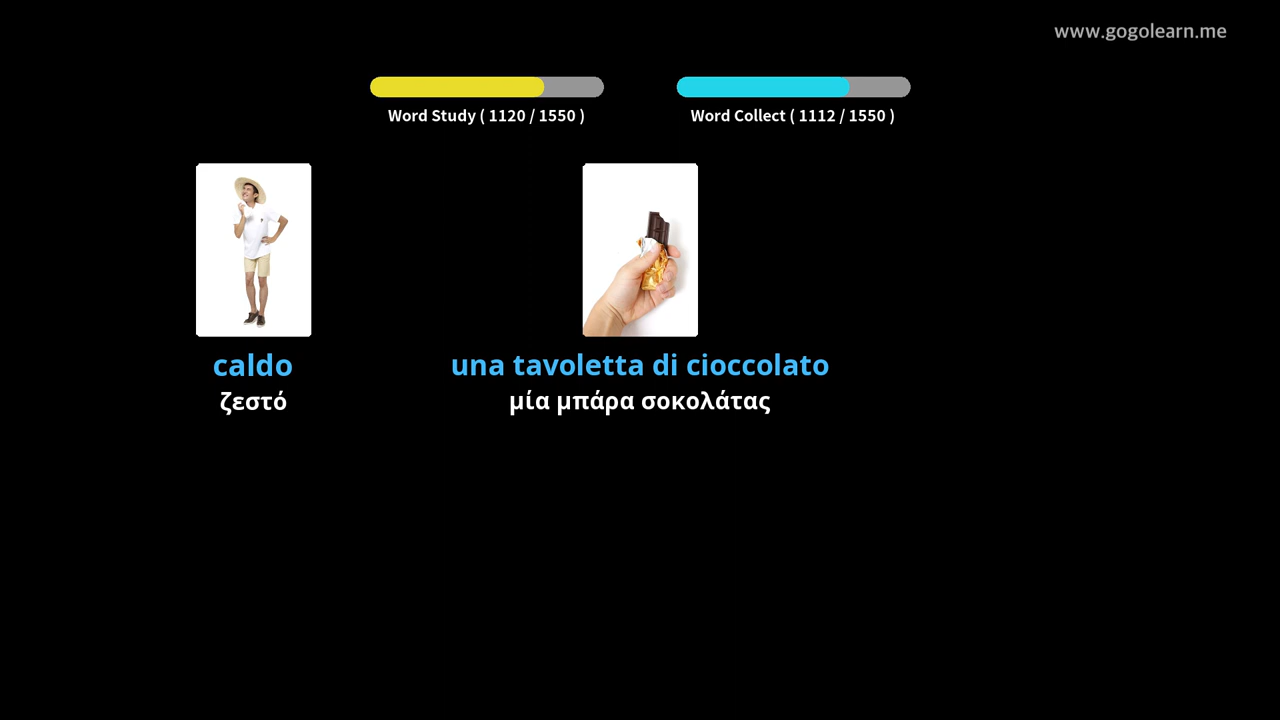 www.gogolearn.me
Word Study ( 1120 / 1550 )
Word Collect ( 1112 / 1550 )
caldo
ζεστό
una tavoletta di cioccolato
μία μπάρα σοκολάτας